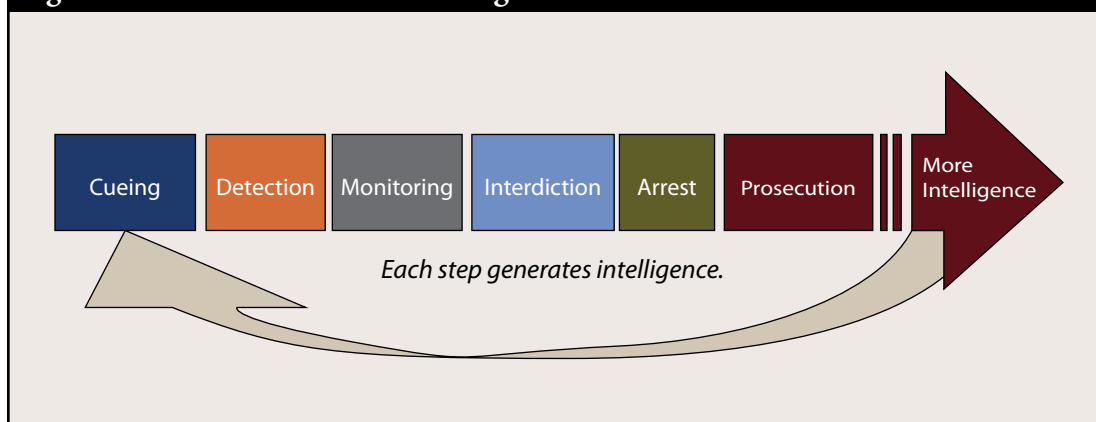 Cueing
Detection
Monitoring
Interdiction
Arrest
Prosecution
More
Intelligence
Each step generates intelligence.